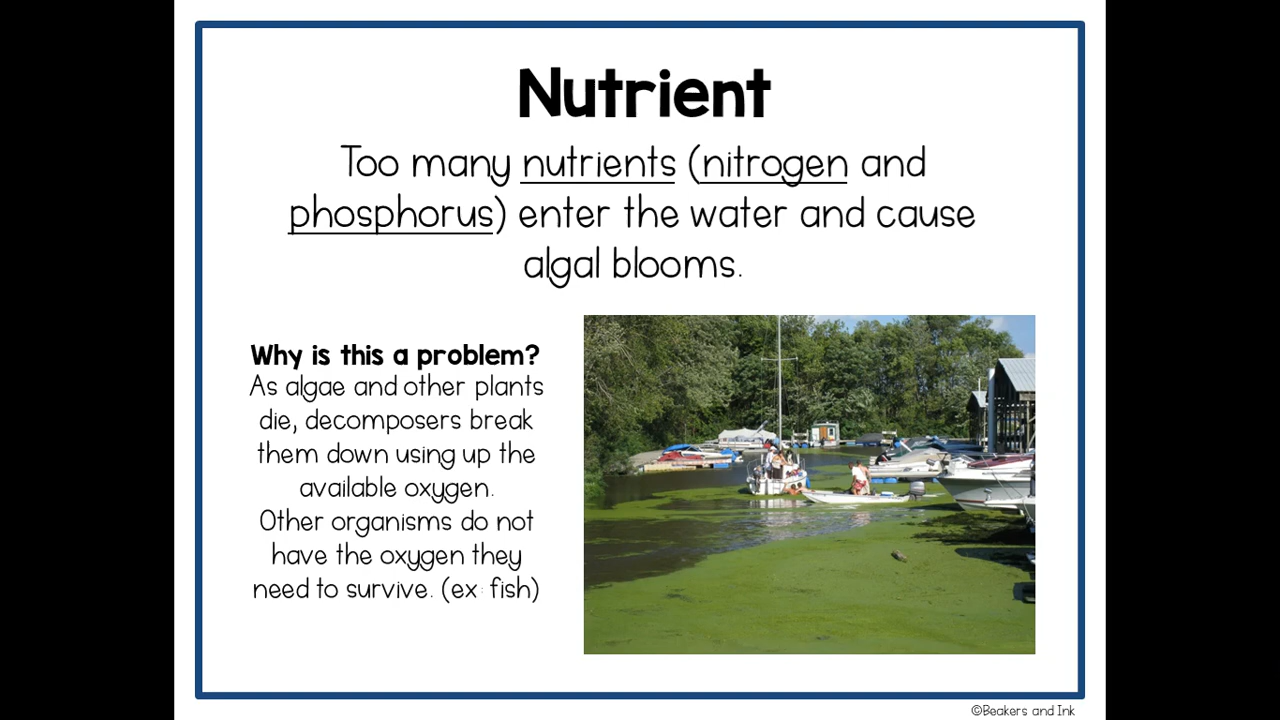 Nutrient
Too many nutrients (nitrogen and
phosphorus) enter the water and cause
algal blooms.
Why is this a problem?
As algae and other plants
die, decomposers break
them down using up the
available oxygen.
Other organisms do not
have the oxygen they
need to survive. (ex: fish)
©Beakers and Ink